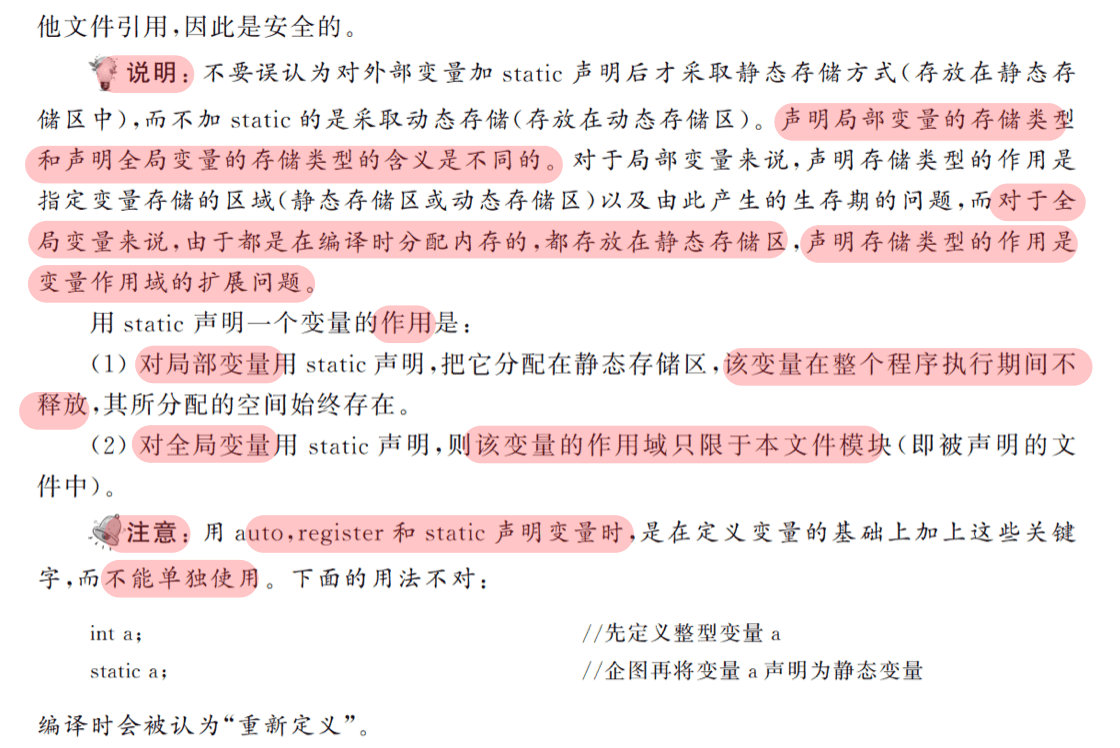 他文件引用,因此是安全的。
说明:不要误认为对外部变量加 static 声明后才采取静态存储方式(存放在静态存
储区中),而不加 static 的是采取动态存储(存放在动态存储区)。声明局部变量的存储类型
和声明全局变量的存储类型的含义是不同的。对于局部变量来说,声明存储类型的作用是
指定变量存储的区域(静态存储区或动态存储区)以及由此产生的生存期的问题,而对于全
局变量来说,由于都是在编译时分配内存的,都存放在静态存储区,声明存储类型的作用是
变量作用域的扩展问题。
用 static 声明一个变量的作用是:
(1) 对局部变量用 static 声明,把它分配在静态存储区,该变量在整个程序执行期间不
释放,其所分配的空间始终存在。
(2) 对全局变量用 static 声明,则该变量的作用域只限于本文件模块(即被声明的文
件中)。
注意:用 auto,register 和 static 声明变量时,是在定义变量的基础上加上这些关键
字,而不能单独使用。下面的用法不对:
int a; //先定义整型变量 a
static a; //企图再将变量 a 声明为静态变量
编译时会被认为“重新定义”。